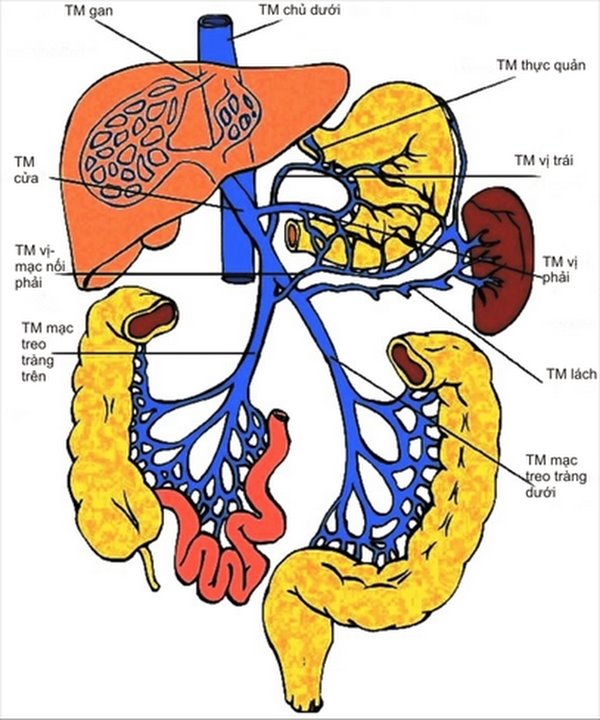 TM gan
TM chủ dưới
TM thực quản
TM
cửa
TM vị trái
TM vị-
mạc nối
phải
TM vị
phải
TM mạc
treo
tràng
trên
TM lách
TM mạc
treo tràng
dưới